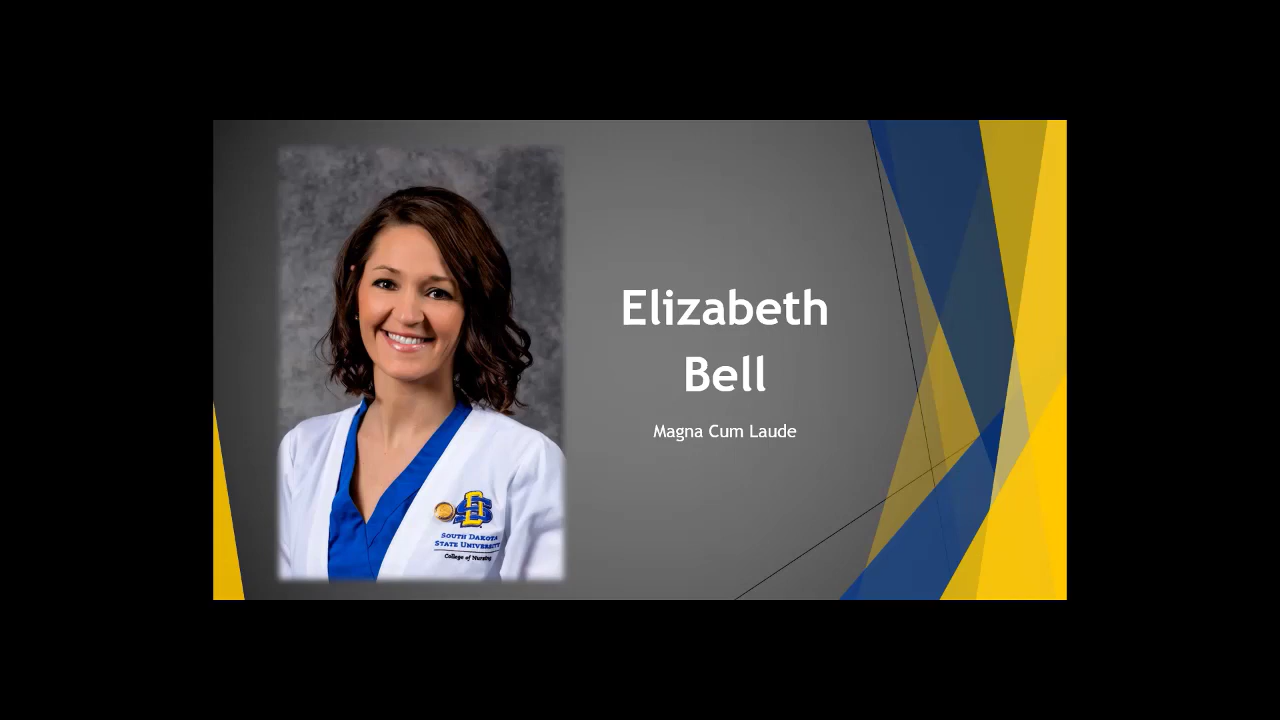 Elizabeth
Bell
Magna Cum Laude
SOUTH DAKOTA
STATE UNIVERSITY
College of Nursing